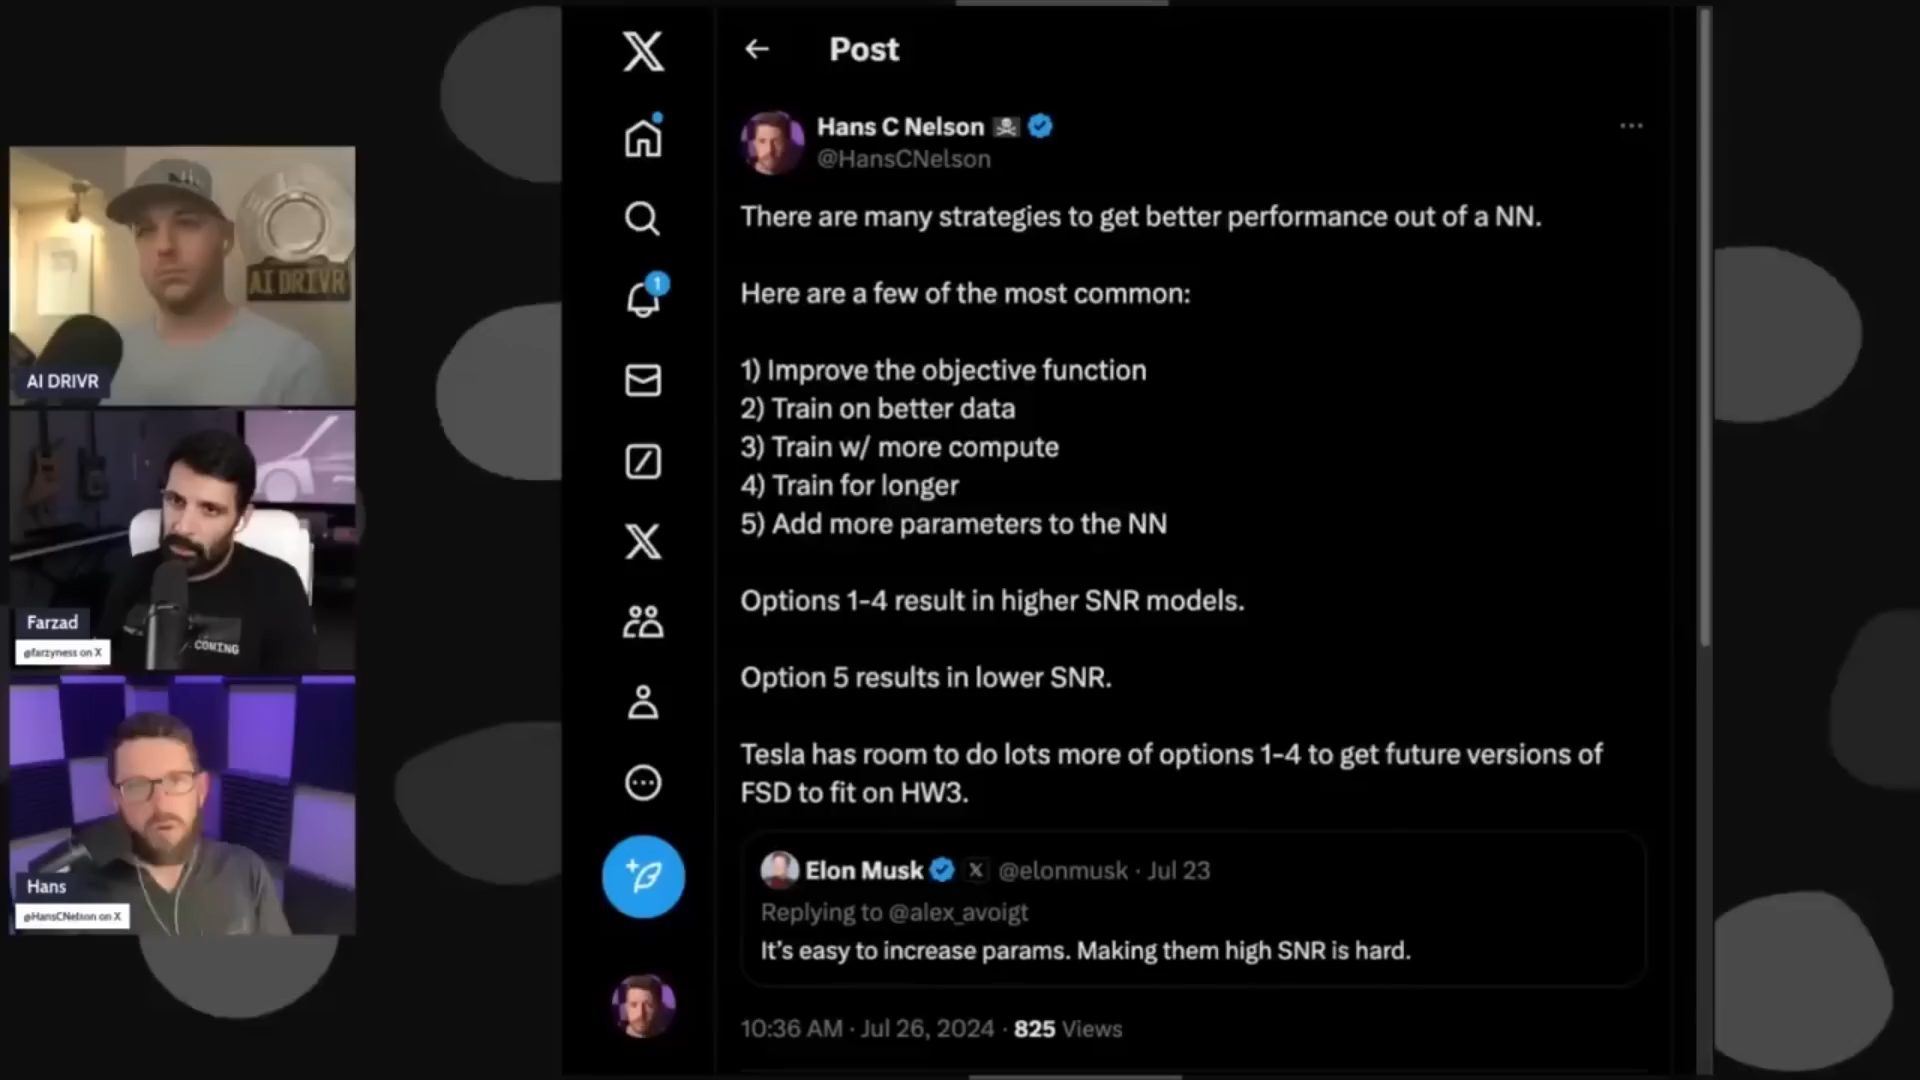 Post
Hans C Nelson
@HansCNelson
There are many strategies to get better performance out of a NN.
Here are a few of the most common:
1) Improve the objective function
2) Train on better data
3) Train w/ more compute
4) Train for longer
5) Add more parameters to the NN
Options 1-4 result in higher SNR models.
Option 5 results in lower SNR.
Tesla has room to do lots more of options 1-4 to get future versions of
FSD to fit on HW3.
Elon Musk X @elonmusk · Jul 23
Replying to @alex_avoigt
It's easy to increase params. Making them high SNR is hard.
10:36 AM · Jul 26, 2024 · 825 Views
1
AI DRIVR
AI DRIVR
COMING
Farzad
@farzyness on X
Hans
@HansCNelson on X